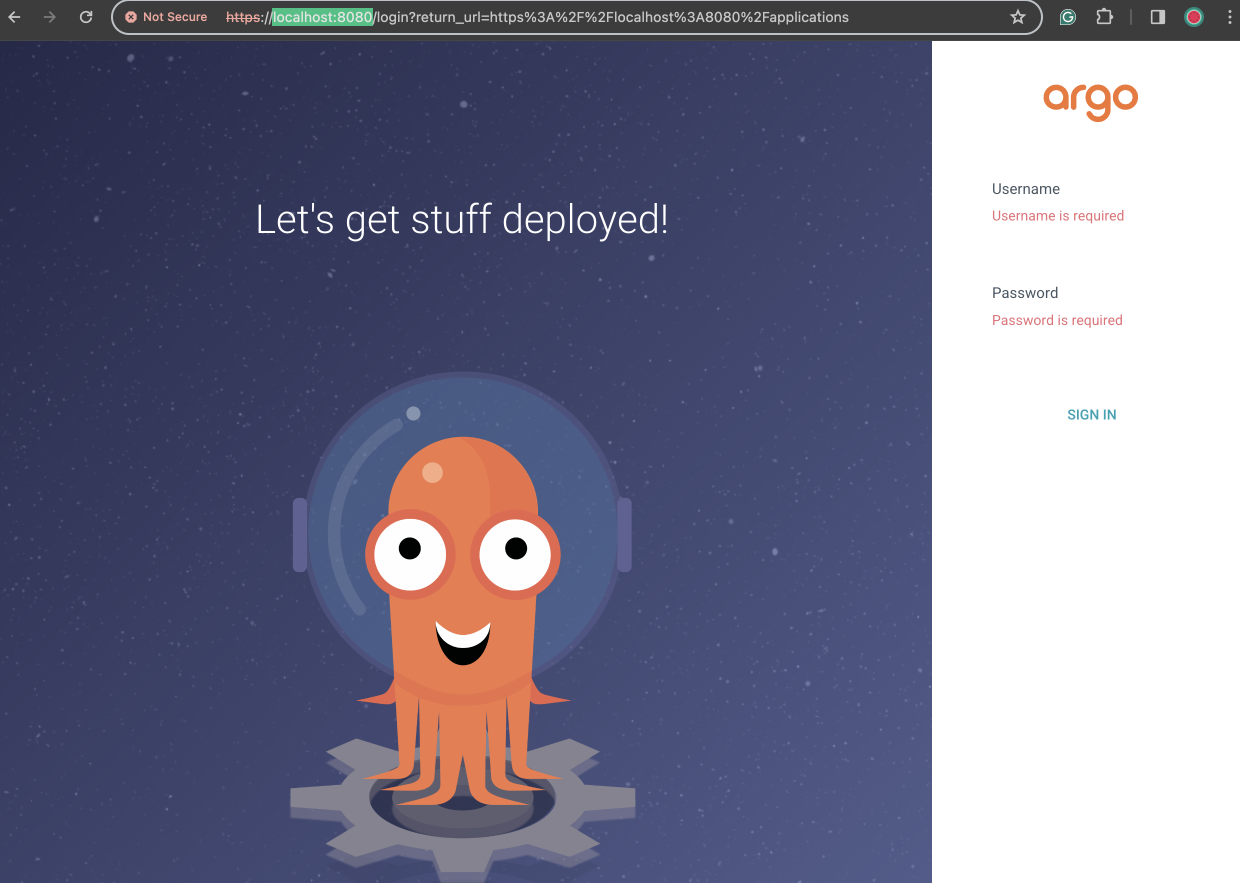 Not Secure https://localhost:8080/login?return_url=https%3A%2F%2Flocalhost%3A8080%2Fapplications
argo
Let's get stuff deployed!
Username
Username is required
Password
Password is required
SIGN IN